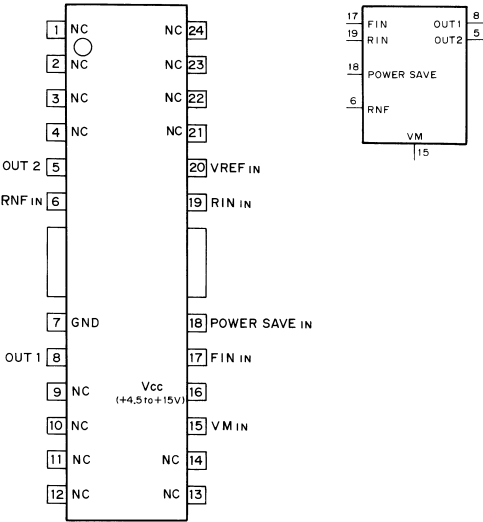 1 NC NC 24
2 NC NC 23
3 NC NC 22
4 NC NC 21
OUT 2 5 20 VREF IN
RNF IN 6 19 RIN IN
7 GND 18 POWER SAVE IN
OUT 1 8 17 FIN IN
9 NC Vcc 16
(+4.5 to +15V)
10 NC 15 VM IN
11 NC NC 14
12 NC NC 13
17 FIN OUT1 8
19 RIN OUT2 5
18 POWER SAVE
6 RNF
VM
15